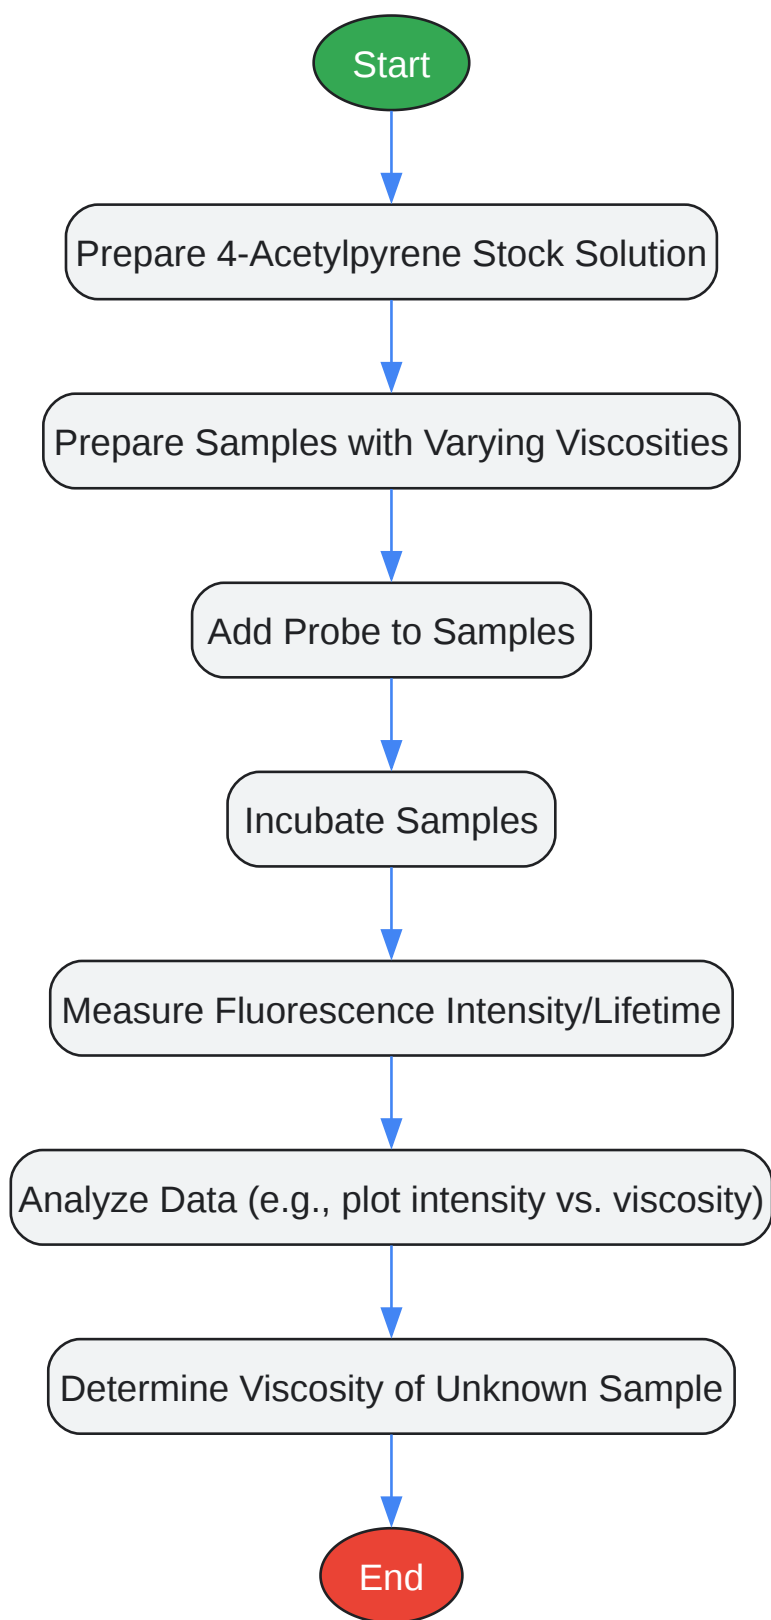 Start
Prepare 4-Acetylpyrene Stock Solution
Prepare Samples with Varying Viscosities
Add Probe to Samples
Incubate Samples
Measure Fluorescence Intensity/Lifetime
Analyze Data (e.g., plot intensity vs. viscosity)
Determine Viscosity of Unknown Sample
End